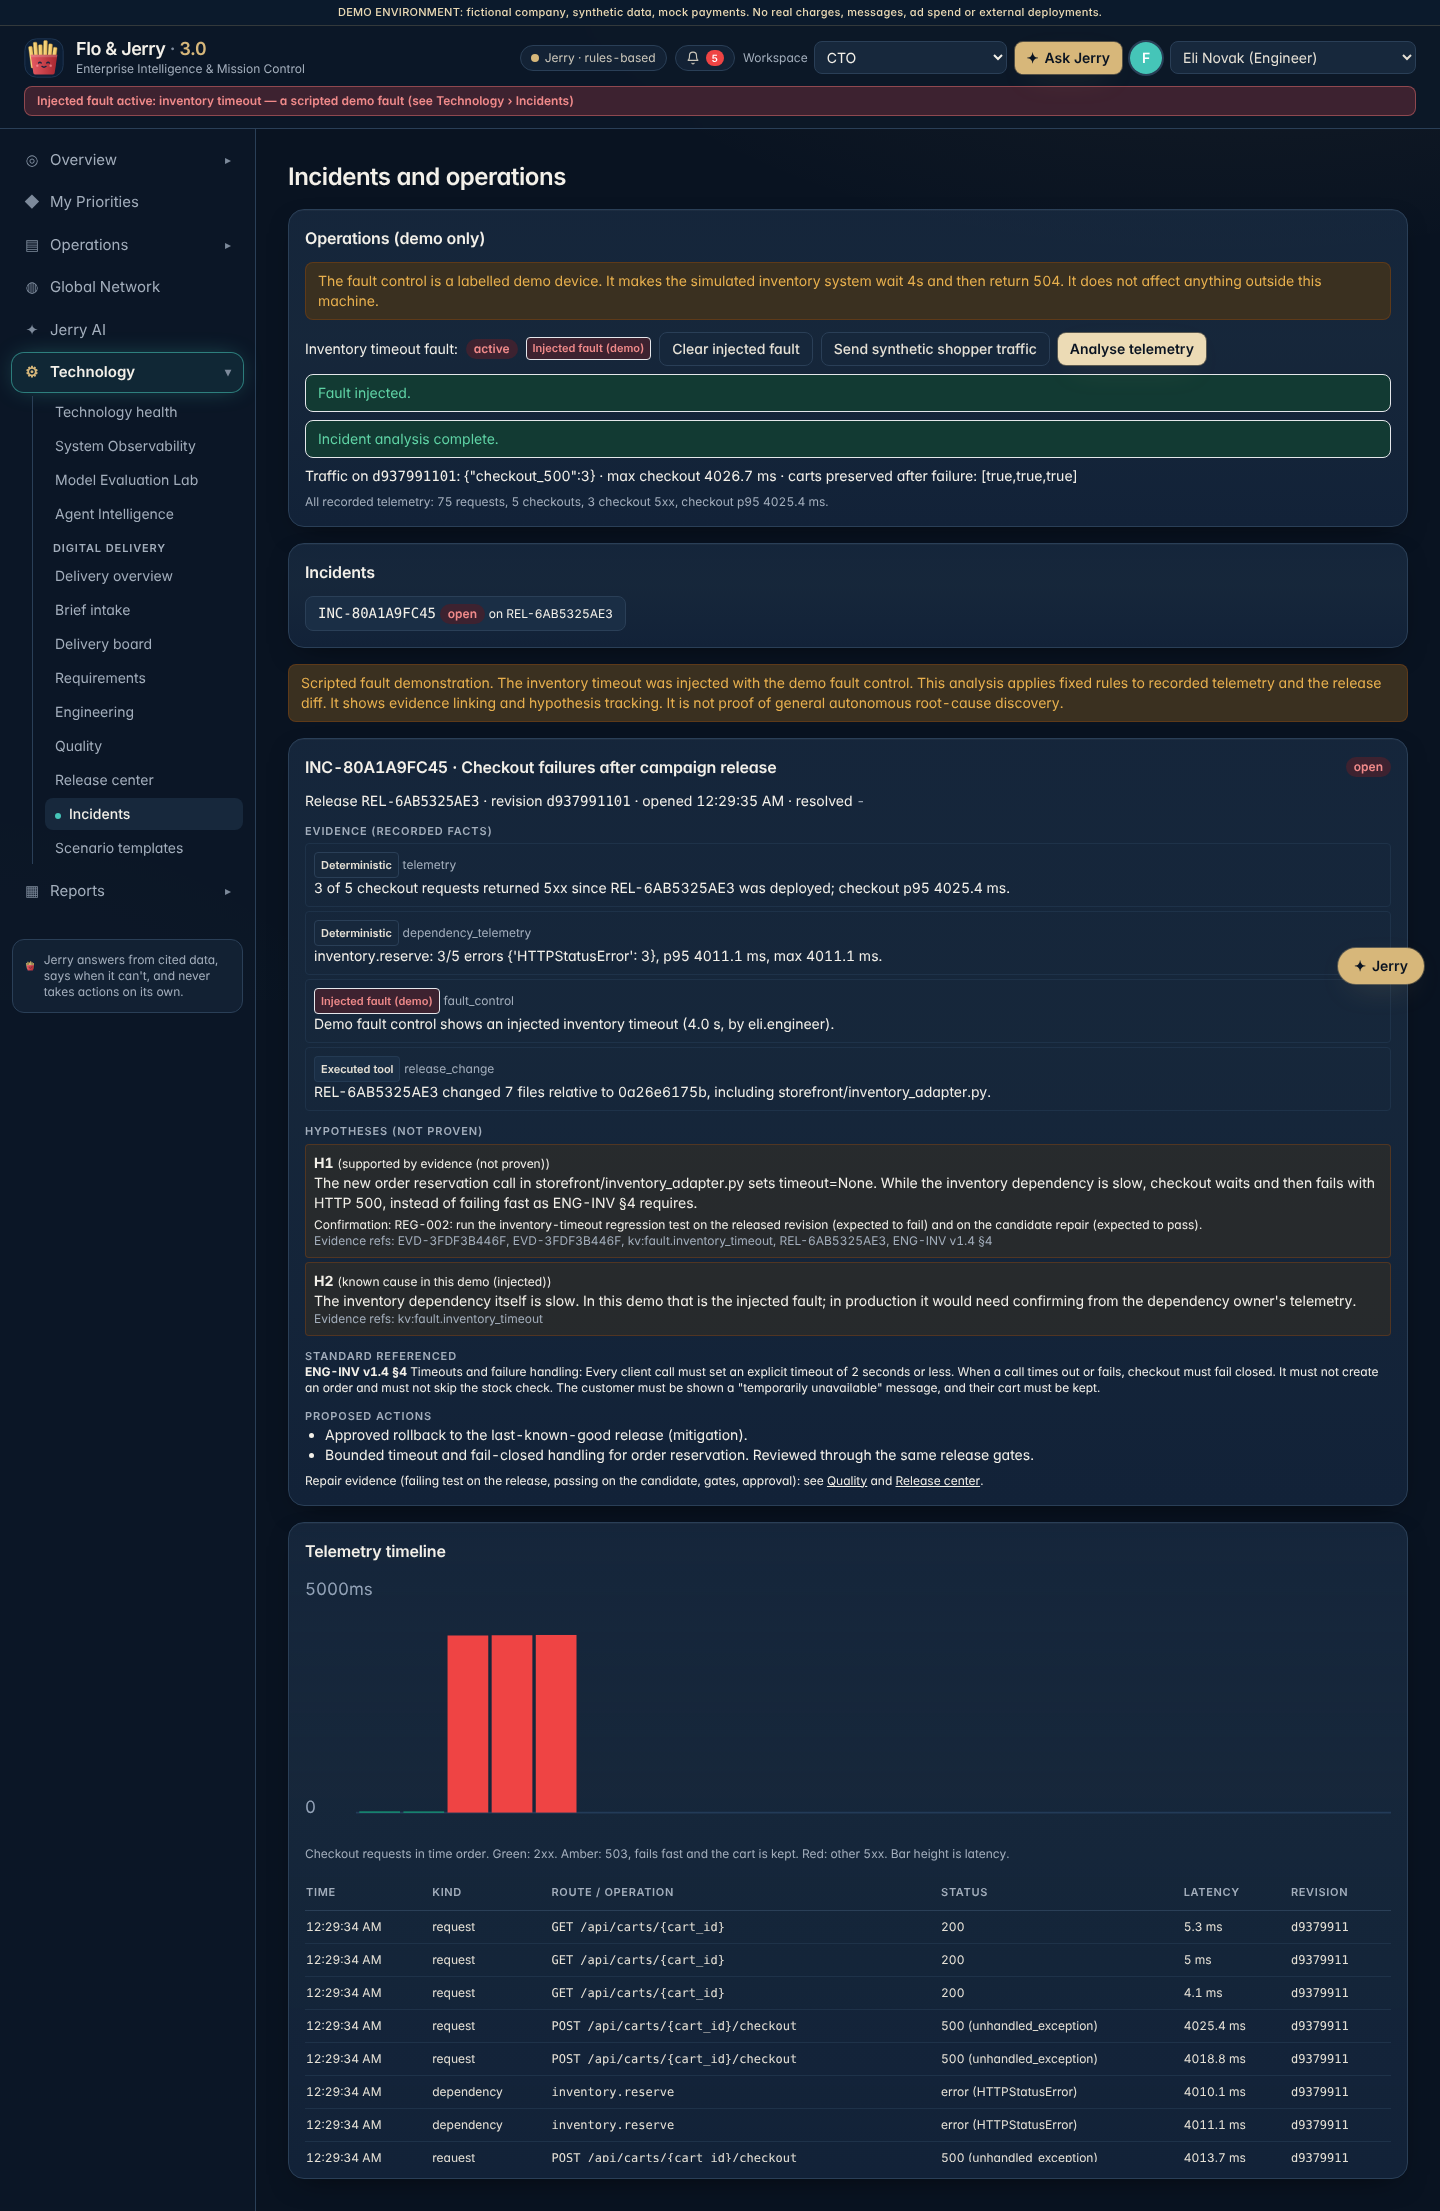 DEMO ENVIRONMENT: fictional company, synthetic data, mock payments. No real charges, messages, ad spend or external deployments.
Flo & Jerry · 3.0
Enterprise Intelligence & Mission Control
Jerry · rules-based
5
Workspace
CTO
✦ Ask Jerry
F
Eli Novak (Engineer)
Injected fault active: inventory timeout — a scripted demo fault (see Technology › Incidents)
Overview
My Priorities
Operations
Global Network
Jerry AI
Technology
Technology health
System Observability
Model Evaluation Lab
Agent Intelligence
DIGITAL DELIVERY
Delivery overview
Brief intake
Delivery board
Requirements
Engineering
Quality
Release center
Incidents
Scenario templates
Reports
Jerry answers from cited data,
says when it can't, and never
takes actions on its own.
Incidents and operations
Operations (demo only)
The fault control is a labelled demo device. It makes the simulated inventory system wait 4s and then return 504. It does not affect anything outside this
machine.
Inventory timeout fault: active Injected fault (demo) Clear injected fault Send synthetic shopper traffic Analyse telemetry
Fault injected.
Incident analysis complete.
Traffic on d937991101: {"checkout_500":3} · max checkout 4026.7 ms · carts preserved after failure: [true,true,true]
All recorded telemetry: 75 requests, 5 checkouts, 3 checkout 5xx, checkout p95 4025.4 ms.
Incidents
INC-80A1A9FC45 open on REL-6AB5325AE3
Scripted fault demonstration. The inventory timeout was injected with the demo fault control. This analysis applies fixed rules to recorded telemetry and the release
diff. It shows evidence linking and hypothesis tracking. It is not proof of general autonomous root-cause discovery.
INC-80A1A9FC45 · Checkout failures after campaign release
open
Release REL-6AB5325AE3 · revision d937991101 · opened 12:29:35 AM · resolved -
EVIDENCE (RECORDED FACTS)
Deterministic telemetry
3 of 5 checkout requests returned 5xx since REL-6AB5325AE3 was deployed; checkout p95 4025.4 ms.
Deterministic dependency_telemetry
inventory.reserve: 3/5 errors {'HTTPStatusError': 3}, p95 4011.1 ms, max 4011.1 ms.
✦ Jerry
Injected fault (demo) fault_control
Demo fault control shows an injected inventory timeout (4.0 s, by eli.engineer).
Executed tool release_change
REL-6AB5325AE3 changed 7 files relative to 0a26e6175b, including storefront/inventory_adapter.py.
HYPOTHESES (NOT PROVEN)
H1 (supported by evidence (not proven))
The new order reservation call in storefront/inventory_adapter.py sets timeout=None. While the inventory dependency is slow, checkout waits and then fails with
HTTP 500, instead of failing fast as ENG-INV §4 requires.
Confirmation: REG-002: run the inventory-timeout regression test on the released revision (expected to fail) and on the candidate repair (expected to pass).
Evidence refs: EVD-3FDF3B446F, EVD-3FDF3B446F, kv:fault.inventory_timeout, REL-6AB5325AE3, ENG-INV v1.4 §4
H2 (known cause in this demo (injected))
The inventory dependency itself is slow. In this demo that is the injected fault; in production it would need confirming from the dependency owner's telemetry.
Evidence refs: kv:fault.inventory_timeout
STANDARD REFERENCED
ENG-INV v1.4 §4 Timeouts and failure handling: Every client call must set an explicit timeout of 2 seconds or less. When a call times out or fails, checkout must fail closed. It must not create
an order and must not skip the stock check. The customer must be shown a "temporarily unavailable" message, and their cart must be kept.
PROPOSED ACTIONS
• Approved rollback to the last-known-good release (mitigation).
• Bounded timeout and fail-closed handling for order reservation. Reviewed through the same release gates.
Repair evidence (failing test on the release, passing on the candidate, gates, approval): see Quality and Release center.
Telemetry timeline
5000ms
0
Checkout requests in time order. Green: 2xx. Amber: 503, fails fast and the cart is kept. Red: other 5xx. Bar height is latency.
TIME KIND ROUTE / OPERATION STATUS LATENCY REVISION
12:29:34 AM request GET /api/carts/{cart_id} 200 5.3 ms d9379911
12:29:34 AM request GET /api/carts/{cart_id} 200 5 ms d9379911
12:29:34 AM request GET /api/carts/{cart_id} 200 4.1 ms d9379911
12:29:34 AM request POST /api/carts/{cart_id}/checkout 500 (unhandled_exception) 4025.4 ms d9379911
12:29:34 AM request POST /api/carts/{cart_id}/checkout 500 (unhandled_exception) 4018.8 ms d9379911
12:29:34 AM dependency inventory.reserve error (HTTPStatusError) 4010.1 ms d9379911
12:29:34 AM dependency inventory.reserve error (HTTPStatusError) 4011.1 ms d9379911
12:29:34 AM request POST /api/carts/{cart_id}/checkout 500 (unhandled_exception) 4013.7 ms d9379911